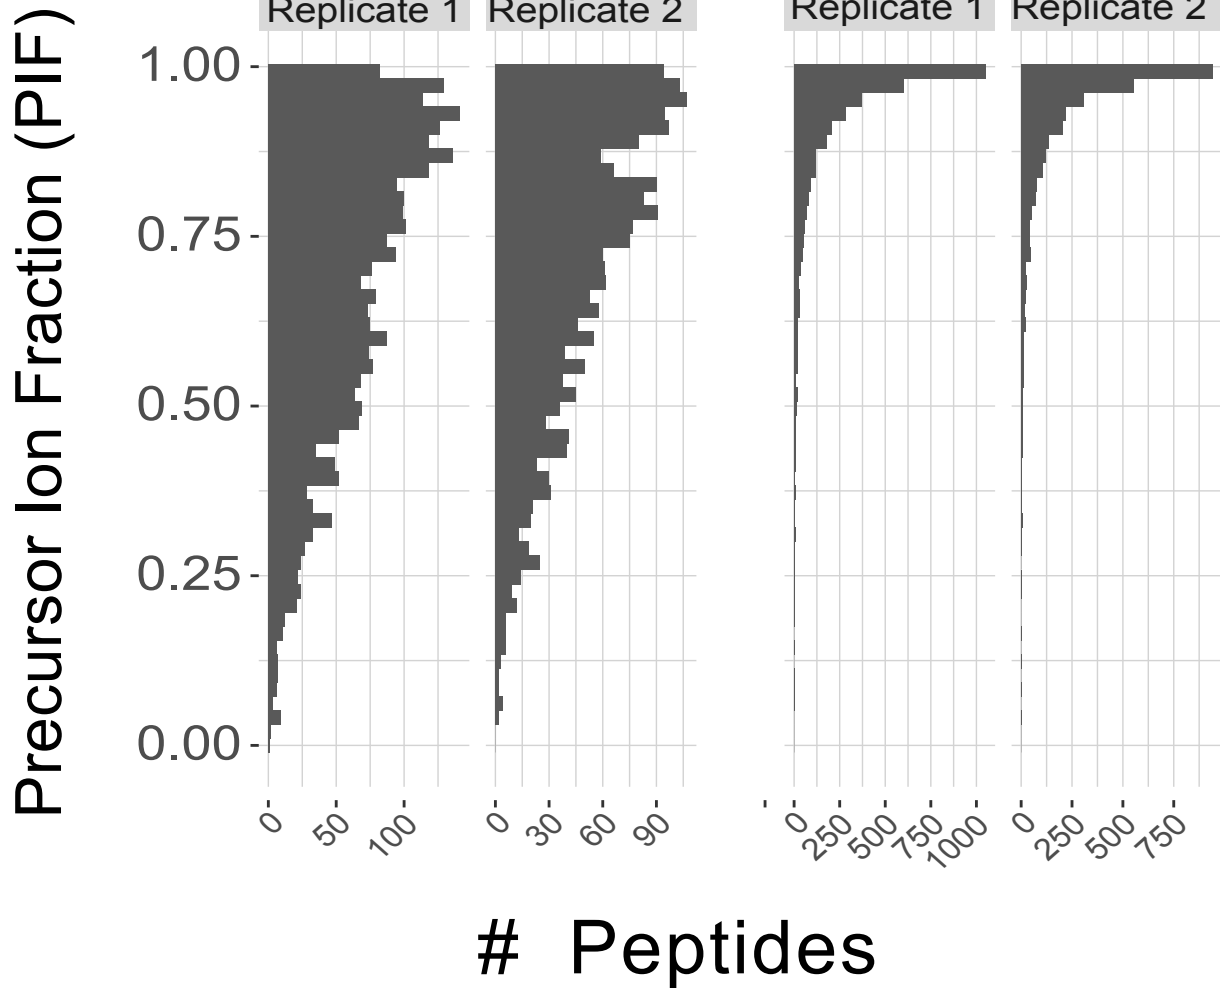 Replicate 1 Replicate 2 Replicate 1 Replicate 2
Precursor Ion Fraction (PIF)
1.00
0.75
0.50
0.25
0.00
0 50 100 0 30 60 90 0 250 500 750 1000 0 250 500 750
# Peptides